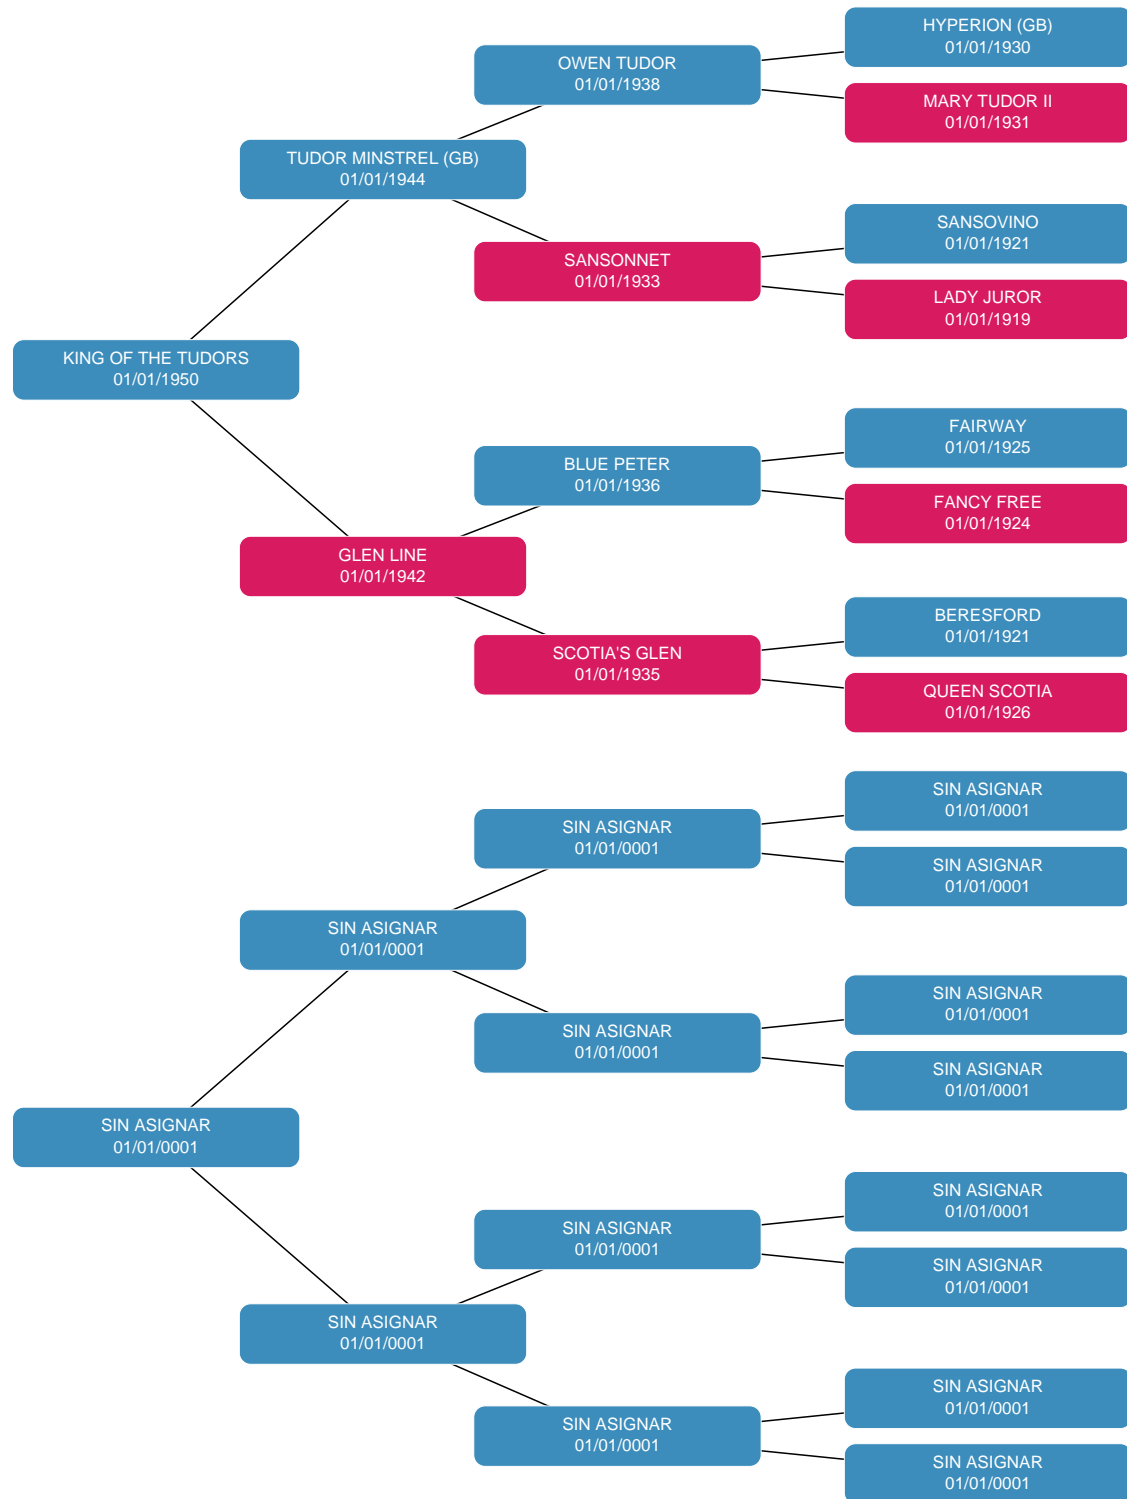 HYPERION (GB)
01/01/1930
OWEN TUDOR
01/01/1938
MARY TUDOR II
01/01/1931
TUDOR MINSTREL (GB)
01/01/1944
SANSOVINO
01/01/1921
SANSONNET
01/01/1933
LADY JUROR
01/01/1919
KING OF THE TUDORS
01/01/1950
FAIRWAY
01/01/1925
BLUE PETER
01/01/1936
FANCY FREE
01/01/1924
GLEN LINE
01/01/1942
BERESFORD
01/01/1921
SCOTIA'S GLEN
01/01/1935
QUEEN SCOTIA
01/01/1926
SIN ASIGNAR
01/01/0001
SIN ASIGNAR
01/01/0001
SIN ASIGNAR
01/01/0001
SIN ASIGNAR
01/01/0001
SIN ASIGNAR
01/01/0001
SIN ASIGNAR
01/01/0001
SIN ASIGNAR
01/01/0001
SIN ASIGNAR
01/01/0001
SIN ASIGNAR
01/01/0001
SIN ASIGNAR
01/01/0001
SIN ASIGNAR
01/01/0001
SIN ASIGNAR
01/01/0001
SIN ASIGNAR
01/01/0001
SIN ASIGNAR
01/01/0001
SIN ASIGNAR
01/01/0001